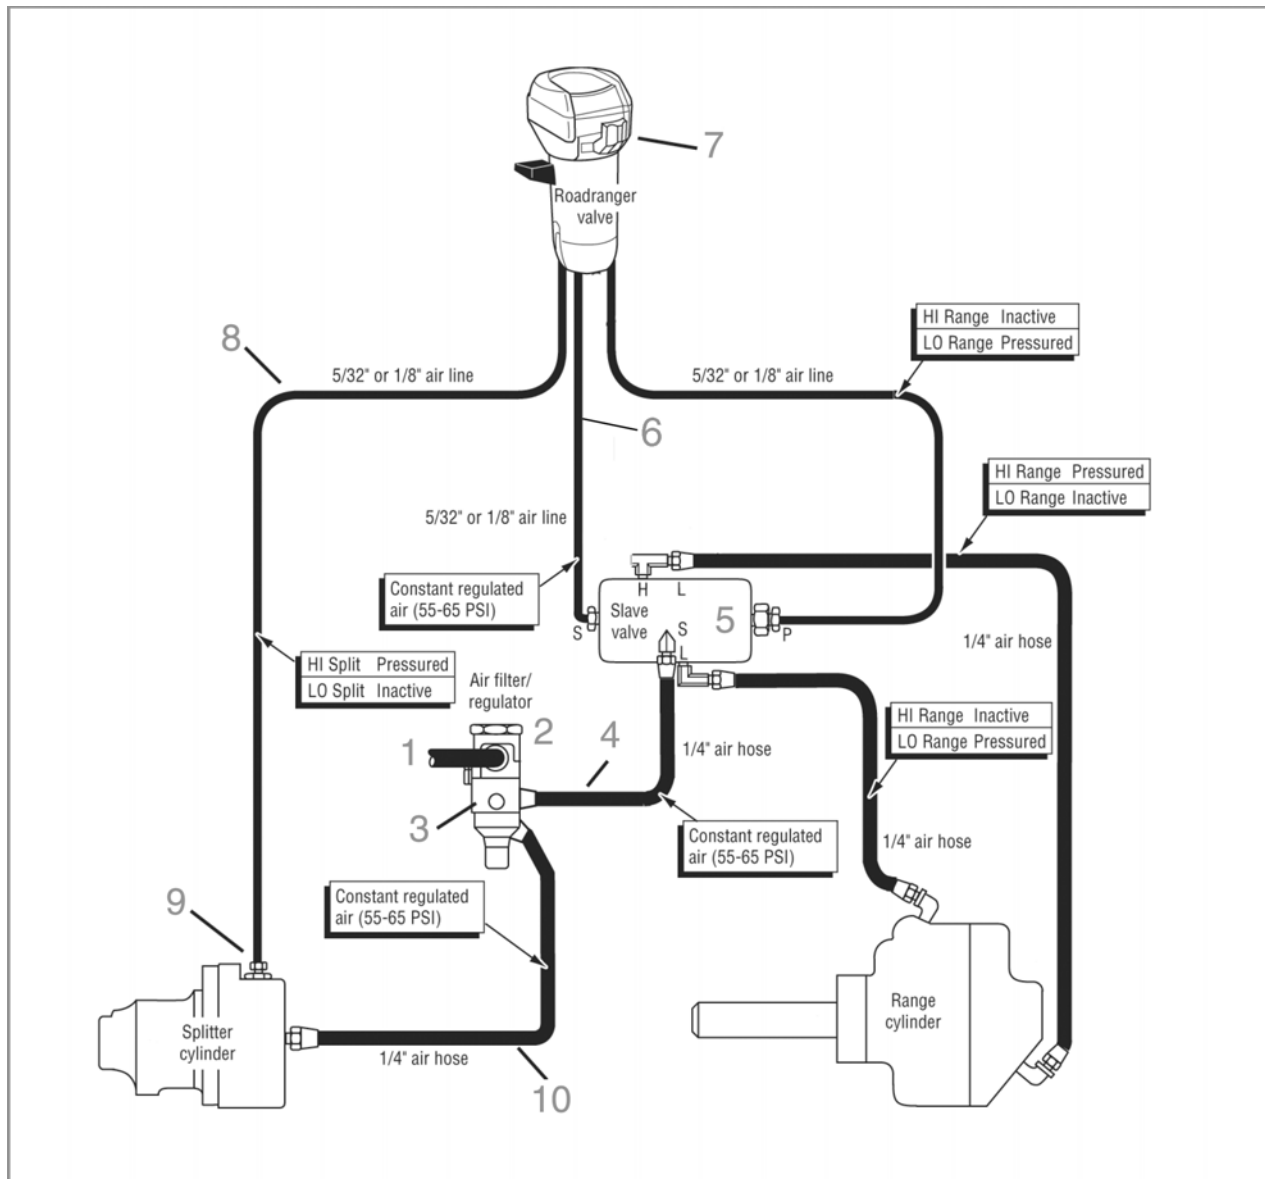 7
Roadranger
valve
8
5/32" or 1/8" air line
5/32" or 1/8" air line
HI Range Inactive
LO Range Pressured
6
HI Range Pressured
LO Range Inactive
5/32" or 1/8" air line
Constant regulated
air (55-65 PSI)
H L
Slave
valve
S
S
L
5
P
1/4" air hose
HI Split Pressured
LO Split Inactive
Air filter/
regulator
1
2
3
4
1/4" air hose
HI Range Inactive
LO Range Pressured
Constant regulated
air (55-65 PSI)
1/4" air hose
Constant regulated
air (55-65 PSI)
9
Splitter
cylinder
1/4" air hose
10
Range
cylinder